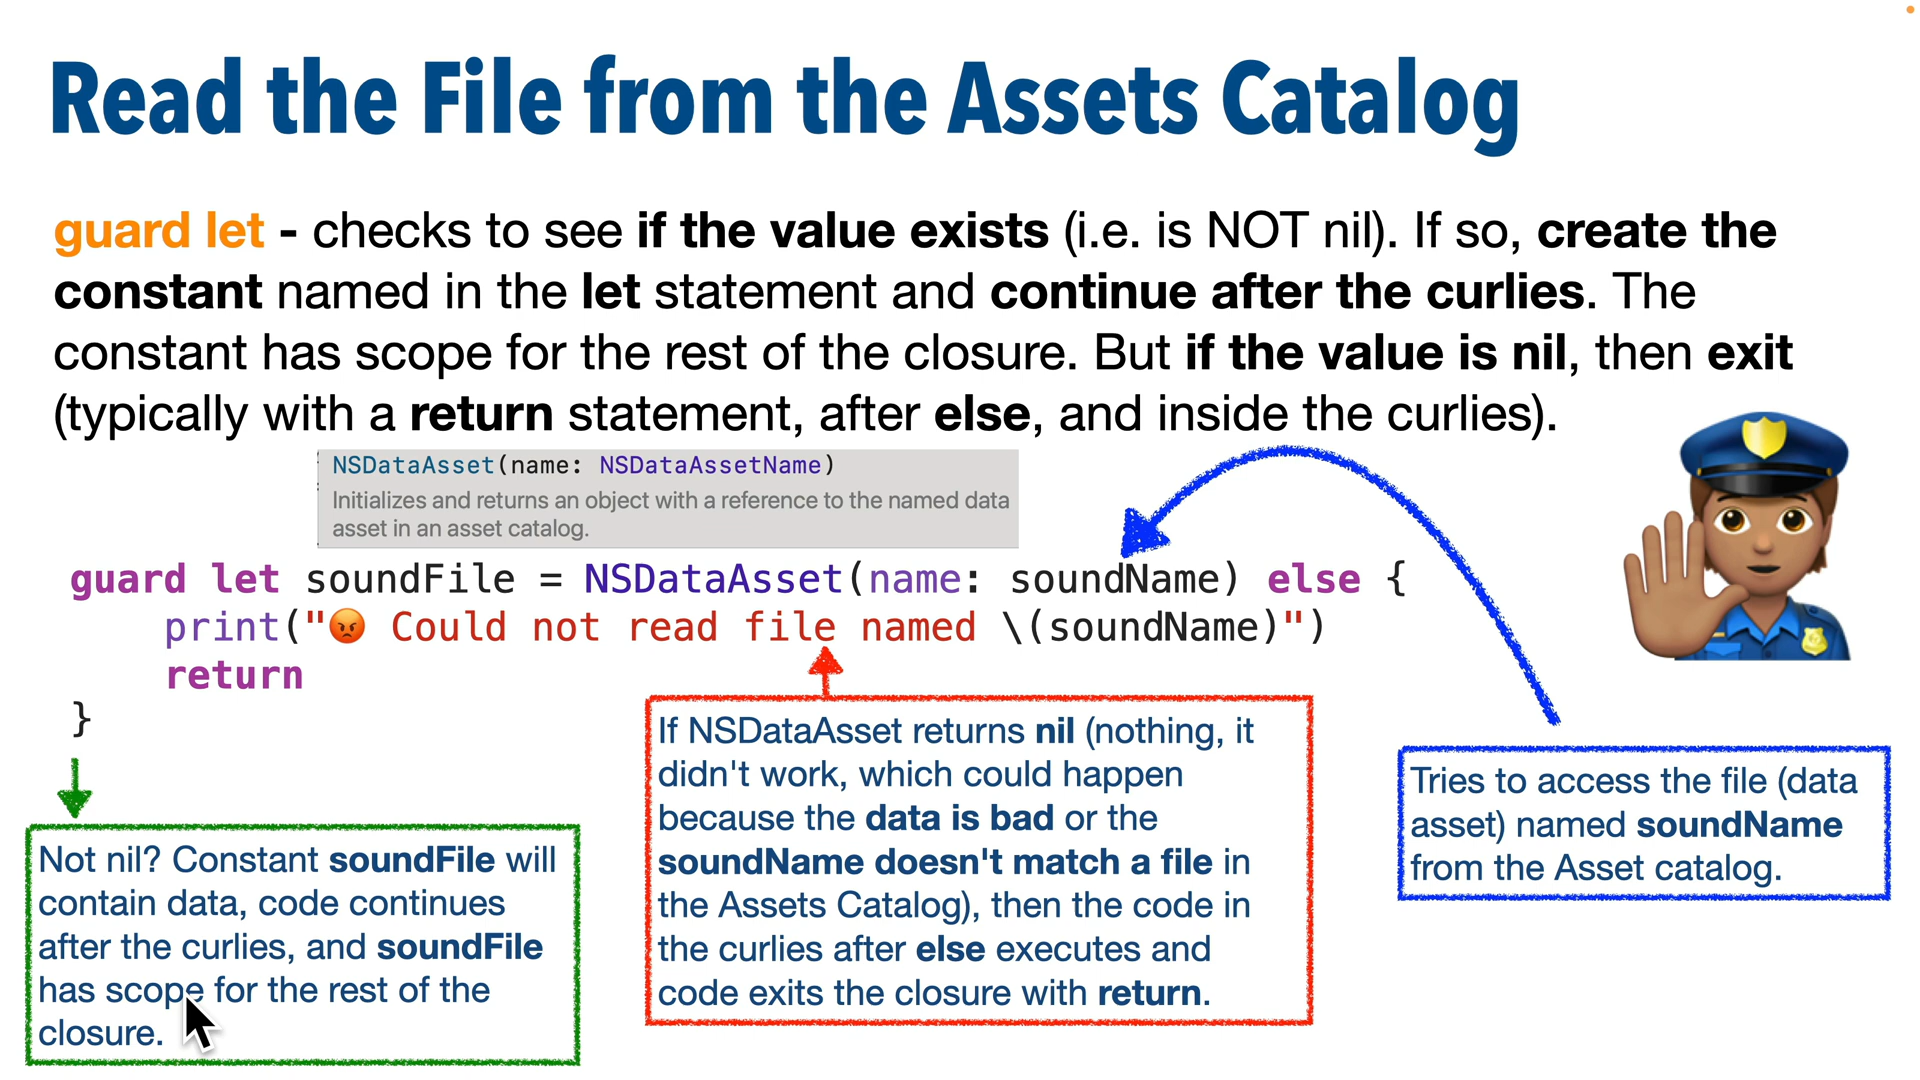 Read the File from the Assets Catalog
guard let - checks to see if the value exists (i.e. is NOT nil). If so, create the
constant named in the let statement and continue after the curlies. The
constant has scope for the rest of the closure. But if the value is nil, then exit
(typically with a return statement, after else, and inside the curlies).
NSDataAsset(name: NSDataAssetName)
Initializes and returns an object with a reference to the named data
asset in an asset catalog.
guard let soundFile = NSDataAsset(name: soundName) else {
print("😡 Could not read file named \(soundName)")
return
}
Not nil? Constant soundFile will
contain data, code continues
after the curlies, and soundFile
has scope for the rest of the
closure.
If NSDataAsset returns nil (nothing, it
didn't work, which could happen
because the data is bad or the
soundName doesn't match a file in
the Assets Catalog), then the code in
the curlies after else executes and
code exits the closure with return.
Tries to access the file (data
asset) named soundName
from the Asset catalog.